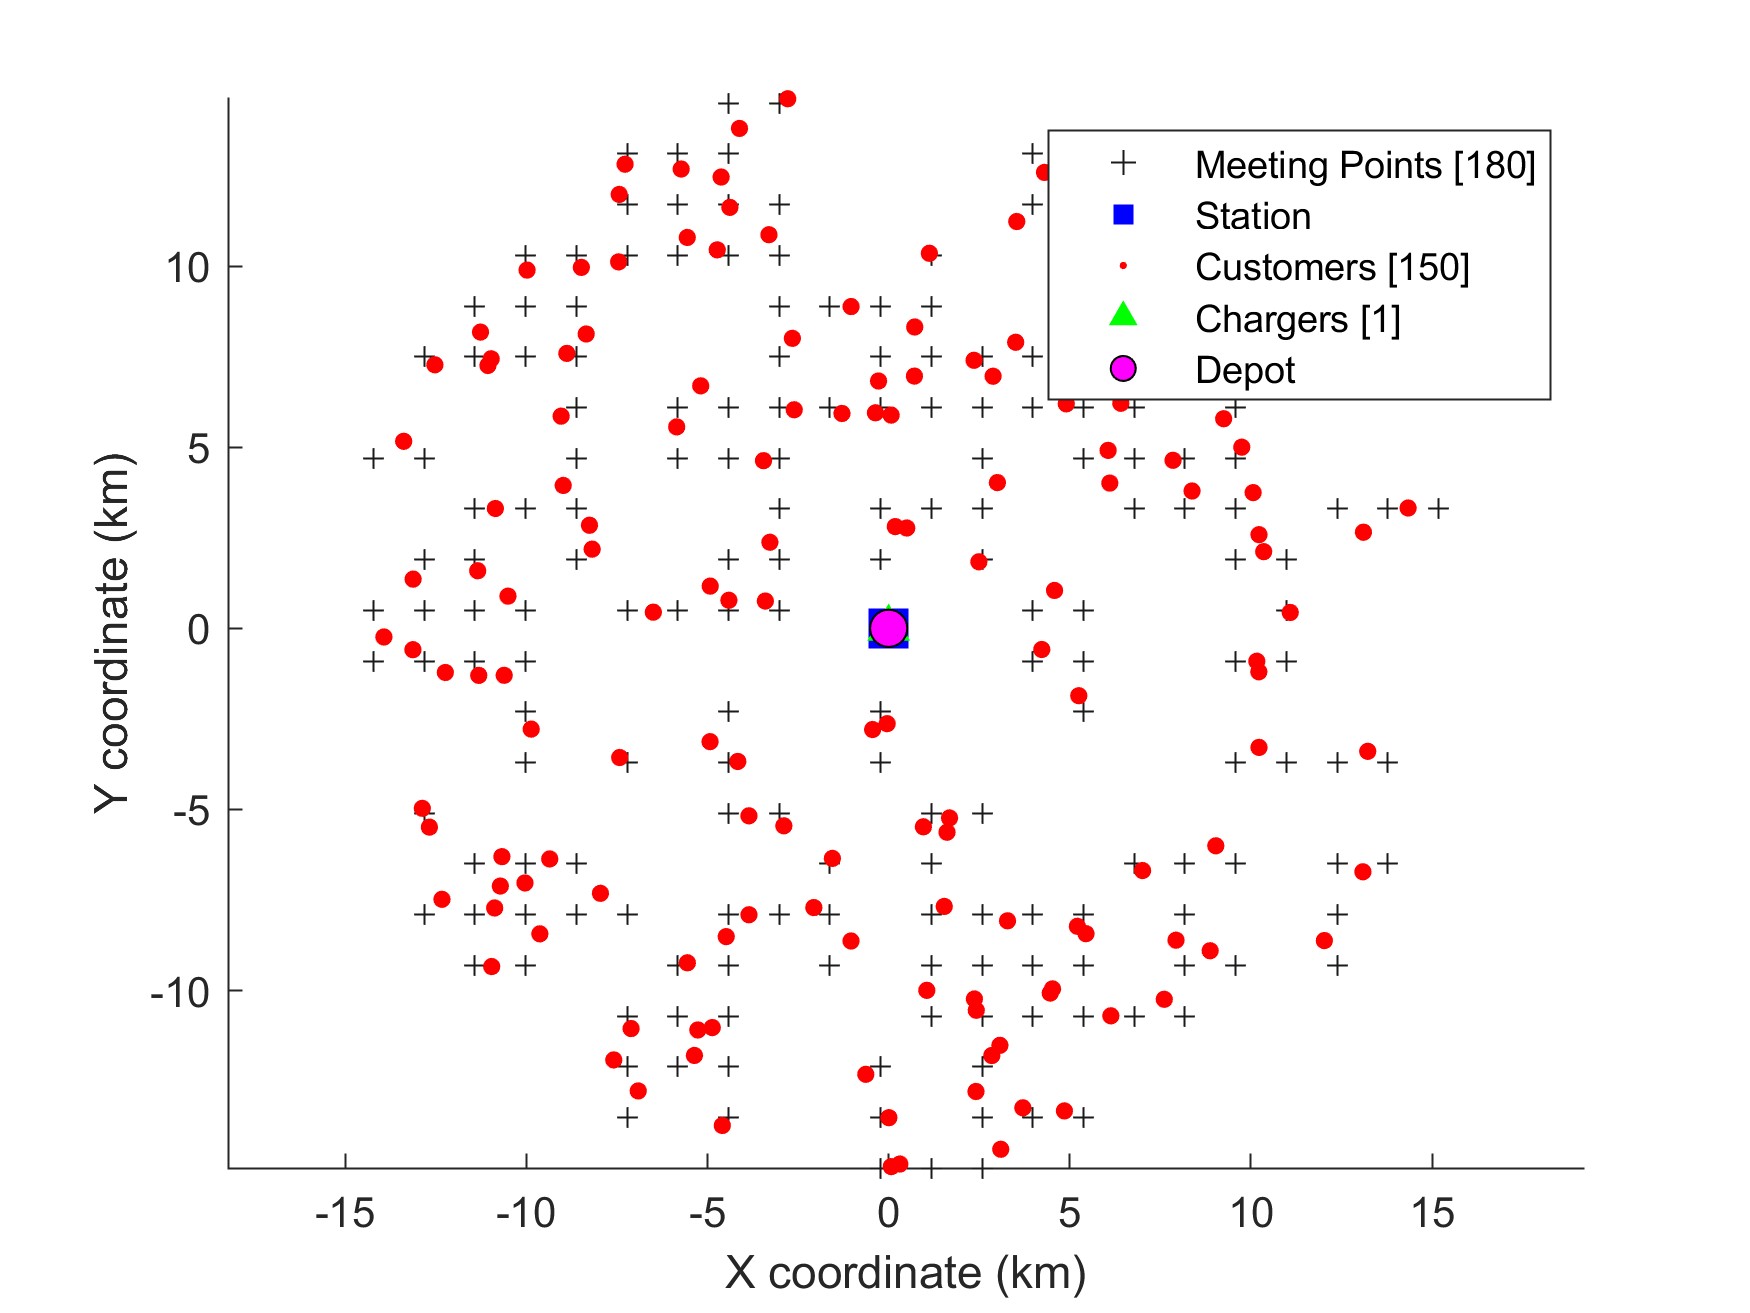 Meeting Points [180]
Station
Customers [150]
Chargers [1]
Depot
10
5
0
-5
-10
Y coordinate (km)
-15 -10 -5 0 5 10 15
X coordinate (km)